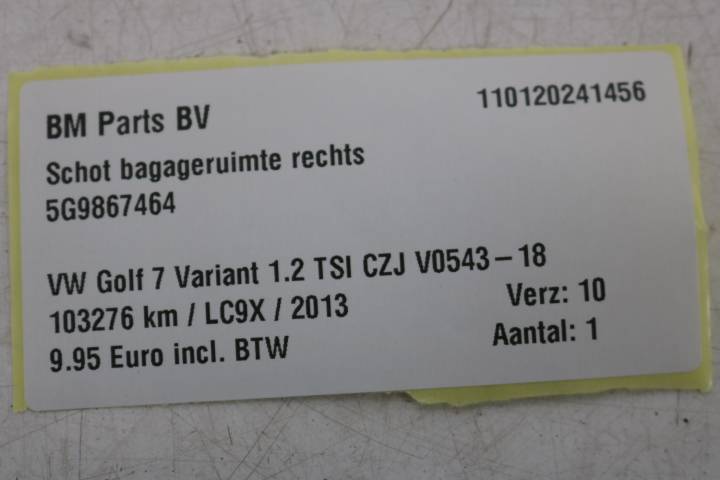 BM Parts BV 110120241456
Schot bagageruimte rechts
5G9867464
VW Golf 7 Variant 1.2 TSI CZJ V0543-18
103276 km / LC9X / 2013 Verz: 10
9.95 Euro incl. BTW Aantal: 1